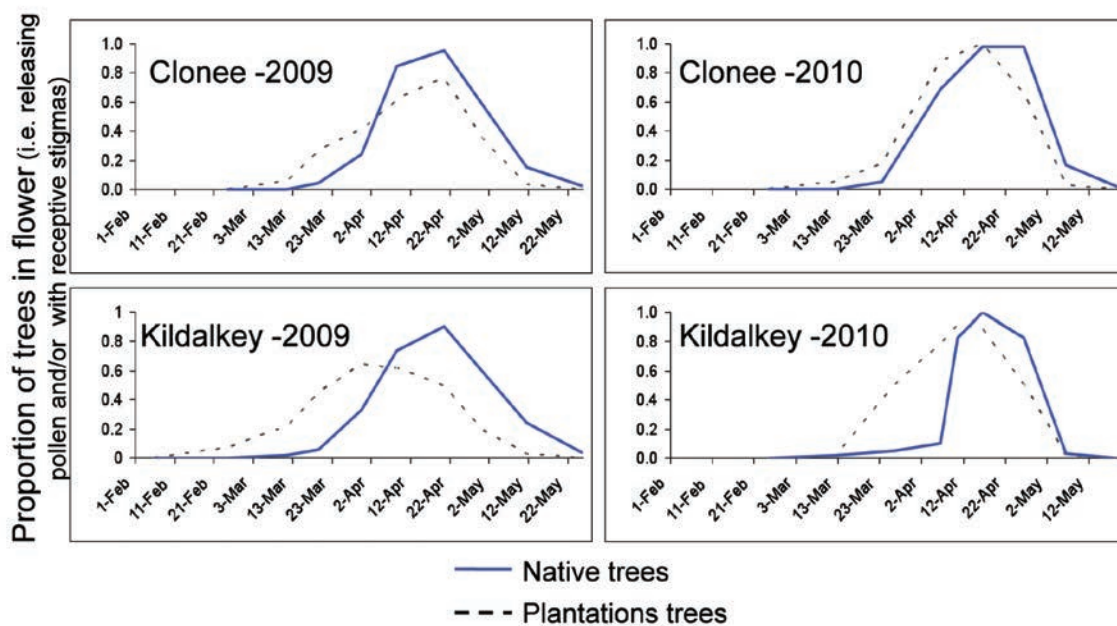 Proportion of trees in flower (i.e. releasing
pollen and/or with receptive stigmas)
Clonee -2009
1.0
0.8
0.6
0.4
0.2
0.0
1-Feb
11-Feb
21-Feb
3-Mar
13-Mar
23-Mar
2-Apr
12-Apr
22-Apr
2-May
12-May
22-May
Clonee -2010
1.0
0.8
0.6
0.4
0.2
0.0
1-Feb
11-Feb
21-Feb
3-Mar
13-Mar
23-Mar
2-Apr
12-Apr
22-Apr
2-May
12-May
Kildalkey -2009
1
0.8
0.6
0.4
0.2
0
1-Feb
11-Feb
21-Feb
3-Mar
13-Mar
23-Mar
2-Apr
12-Apr
22-Apr
2-May
12-May
22-May
Kildalkey -2010
1.0
0.8
0.6
0.4
0.2
0.0
1-Feb
11-Feb
21-Feb
3-Mar
13-Mar
23-Mar
2-Apr
12-Apr
22-Apr
2-May
12-May
Native trees
Plantations trees